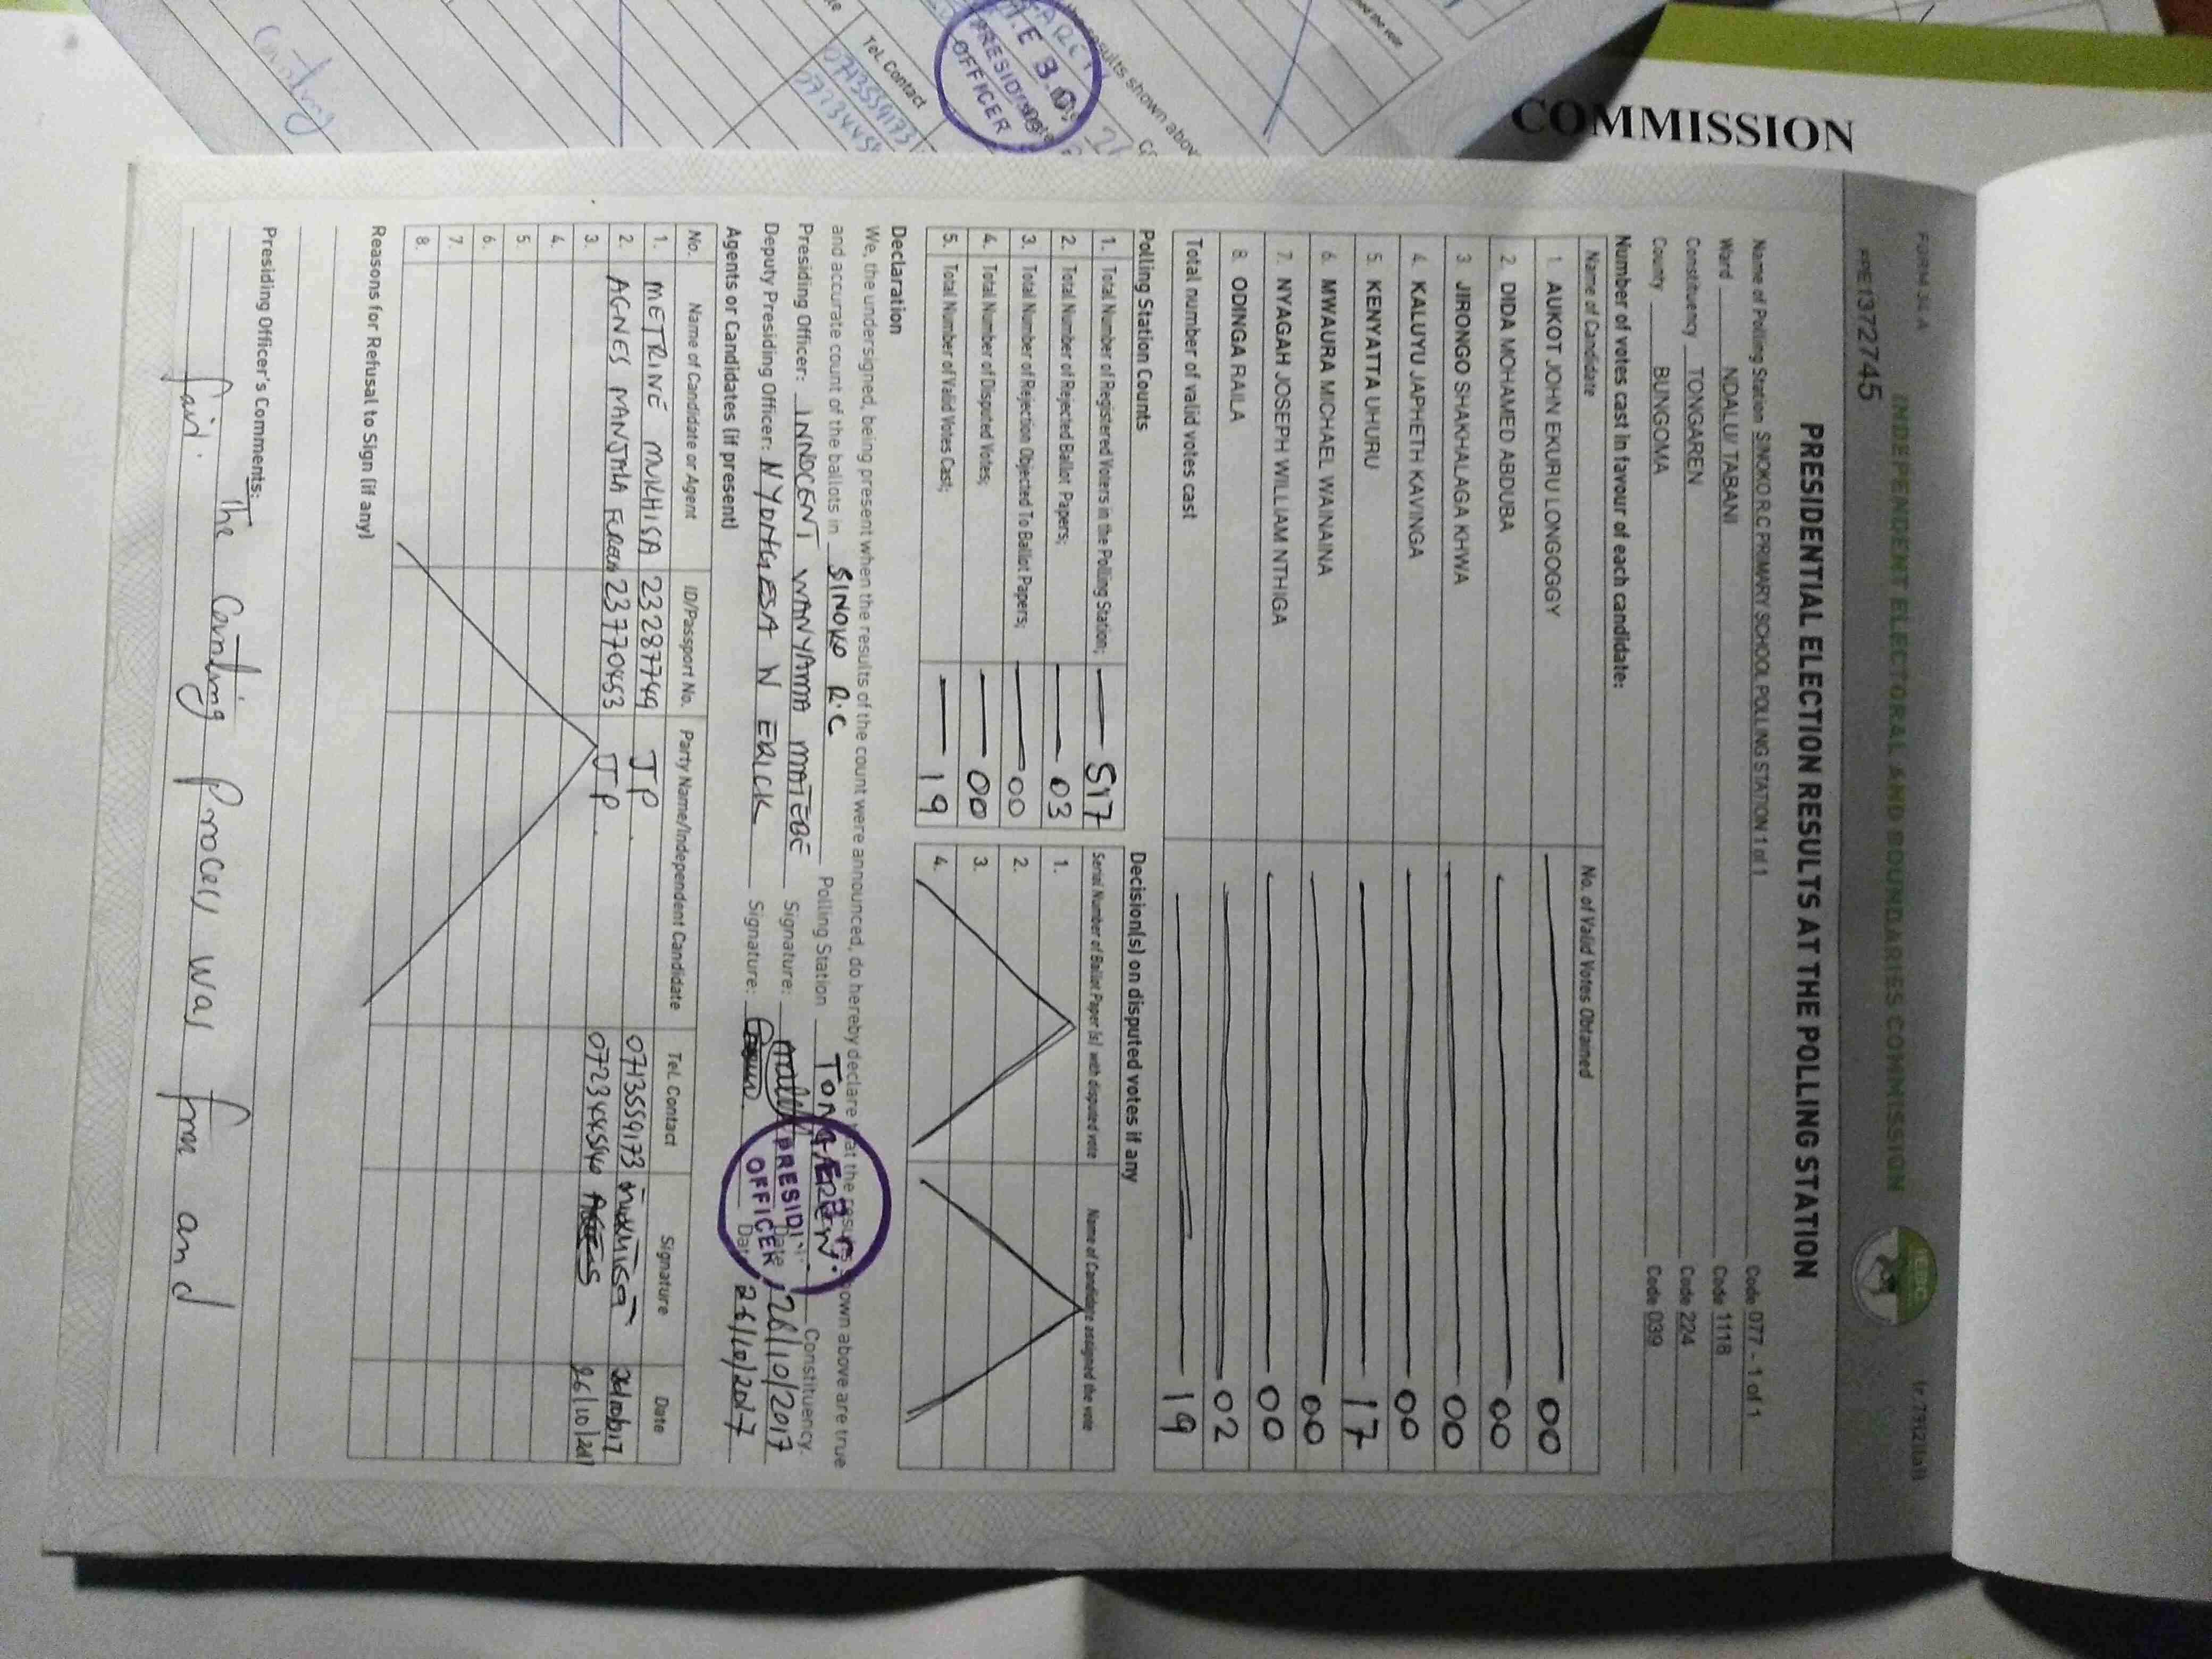 COMMISSION
FORM 34 A
(r.79(2)(a))
INDEPENDENT ELECTORAL AND BOUNDARIES COMMISSION
IEBC
PRE1372745
PRESIDENTIAL ELECTION RESULTS AT THE POLLING STATION
Name of Polling Station SINOKO R.C PRIMARY SCHOOL POLLING STATION 1 of 1 Code 077 - 1 of 1
Ward NDALU/ TABANI Code 1118
Constituency TONGAREN Code 224
County BUNGOMA Code 039
Number of votes cast in favour of each candidate:
Name of Candidate No. of Valid Votes Obtained
1. AUKOT JOHN EKURU LONGOGGY 00
2. DIDA MOHAMED ABDUBA 00
3. JIRONGO SHAKHALAGA KHWA 00
4. KALUYU JAPHETH KAVINGA 00
5. KENYATTA UHURU 17
6. MWAURA MICHAEL WAINAINA 00
7. NYAGAH JOSEPH WILLIAM NTHIGA 00
8. ODINGA RAILA 02
Total number of valid votes cast 19
Polling Station Counts
1. Total Number of Registered Voters in the Polling Station; 517
2. Total Number of Rejected Ballot Papers; 03
3. Total Number of Rejection Objected To Ballot Papers; 00
4. Total Number of Disputed Votes; 00
5. Total Number of Valid Votes Cast; 19
Decision(s) on disputed votes if any
Serial Number of Ballot Paper (s) with disputed vote Name of Candidate assigned the vote
1.
2.
3.
4.
Declaration
We, the undersigned, being present when the results of the count were announced, do hereby declare that the results shown above are true
and accurate count of the ballots in SINOKO R.C Polling Station TONGAREN Constituency.
Presiding Officer: INNOCENT WANYAMA MATEBE Signature: Date 26/10/2017
Deputy Presiding Officer: NYONGESA W ERICK Signature: Date 26/10/2017
PRESIDING
OFFICER
Agents or Candidates (if present)
No. Name of Candidate or Agent ID/Passport No. Party Name/Independent Candidate Tel. Contact Signature Date
1. METRINE MUKHISA 23287749 JP. 0713559173 26/10/17
2. AGNES NANJALA 23770453 JP. 26/10/2017
3.
4.
5.
6.
7.
8.
Reasons for Refusal to Sign (if any)
Presiding Officer's Comments: The Counting Process was free and
fair.
Tel. Contact
0713559173
PRESIDING
OFFICER
Counting